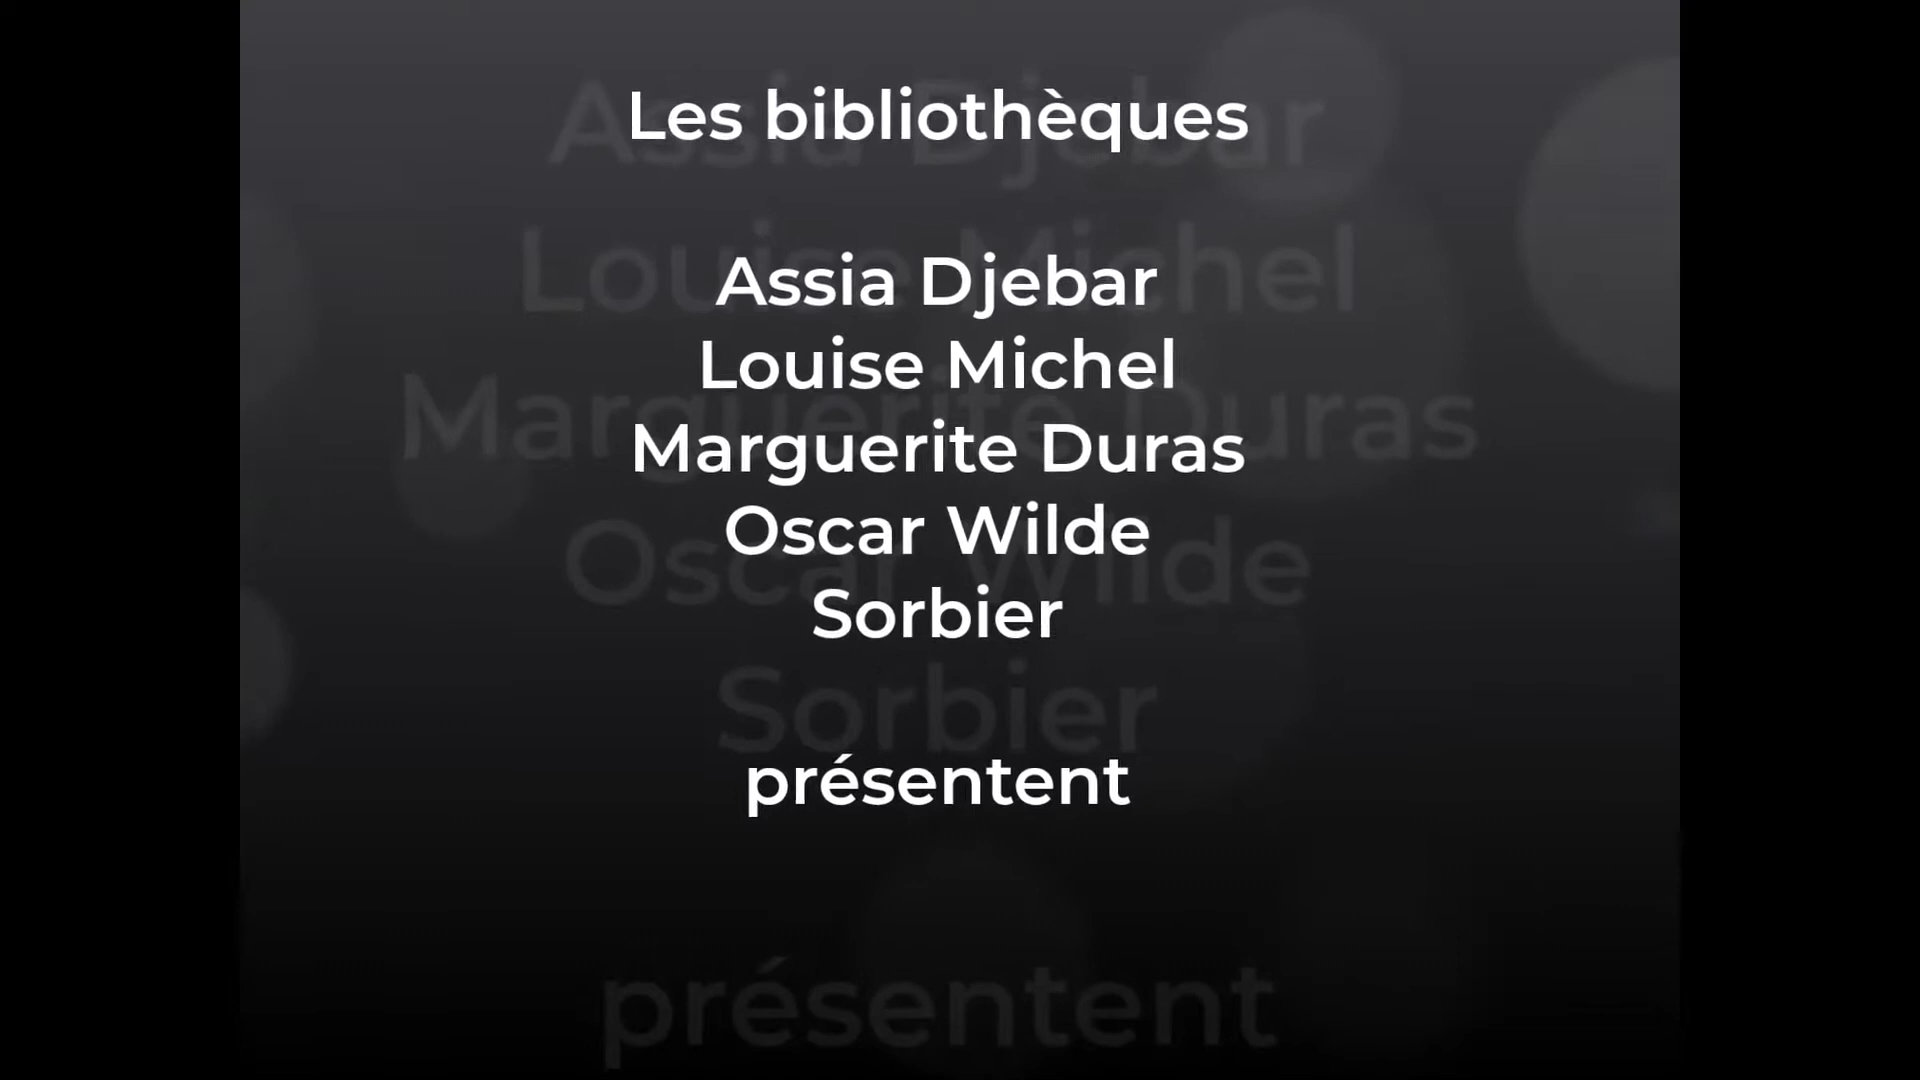 Les bibliothèques
Assia Djebar
Louise Michel
Marguerite Duras
Oscar Wilde
Sorbier
présentent